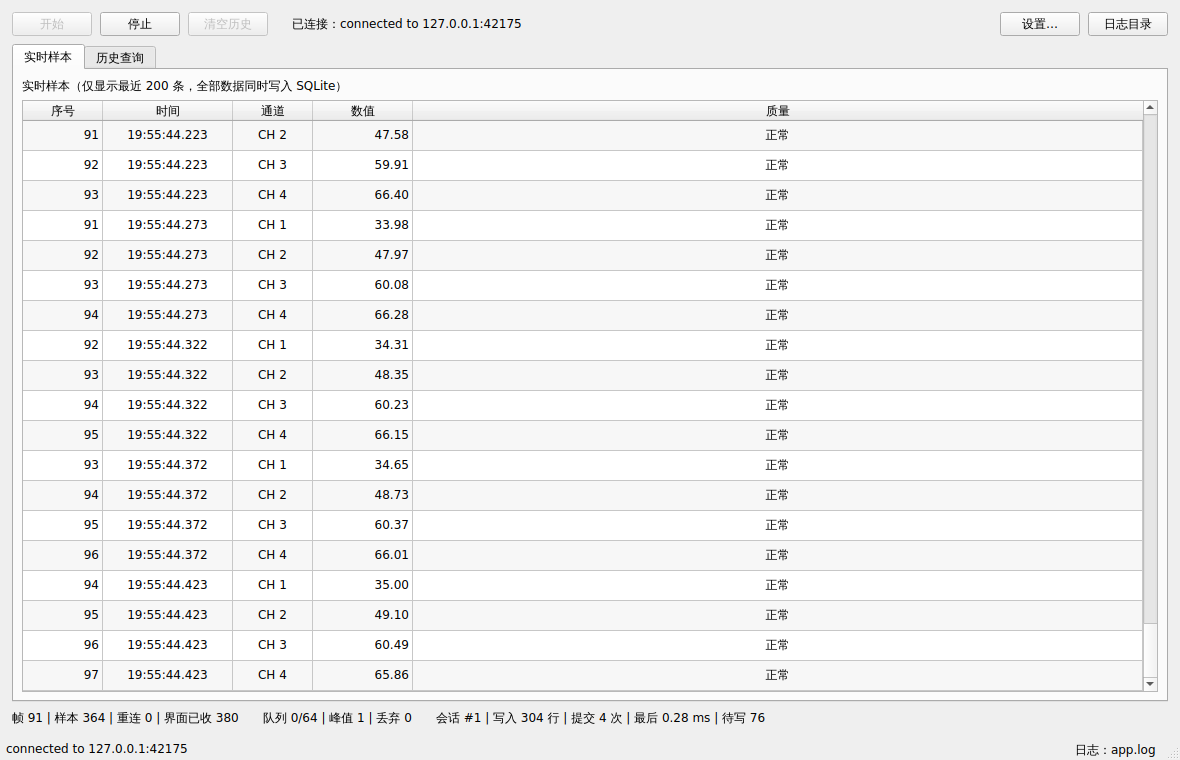 开始 停止 清空历史 已连接：connected to 127.0.0.1:42175 设置... 日志目录
实时样本 历史查询
实时样本（仅显示最近 200 条，全部数据同时写入 SQLite）
序号 时间 通道 数值 质量
91 19:55:44.223 CH 2 47.58 正常
92 19:55:44.223 CH 3 59.91 正常
93 19:55:44.223 CH 4 66.40 正常
91 19:55:44.273 CH 1 33.98 正常
92 19:55:44.273 CH 2 47.97 正常
93 19:55:44.273 CH 3 60.08 正常
94 19:55:44.273 CH 4 66.28 正常
92 19:55:44.322 CH 1 34.31 正常
93 19:55:44.322 CH 2 48.35 正常
94 19:55:44.322 CH 3 60.23 正常
95 19:55:44.322 CH 4 66.15 正常
93 19:55:44.372 CH 1 34.65 正常
94 19:55:44.372 CH 2 48.73 正常
95 19:55:44.372 CH 3 60.37 正常
96 19:55:44.372 CH 4 66.01 正常
94 19:55:44.423 CH 1 35.00 正常
95 19:55:44.423 CH 2 49.10 正常
96 19:55:44.423 CH 3 60.49 正常
97 19:55:44.423 CH 4 65.86 正常
帧 91 | 样本 364 | 重连 0 | 界面已收 380 队列 0/64 | 峰值 1 | 丢弃 0 会话 #1 | 写入 304 行 | 提交 4 次 | 最后 0.28 ms | 待写 76
connected to 127.0.0.1:42175 日志：app.log